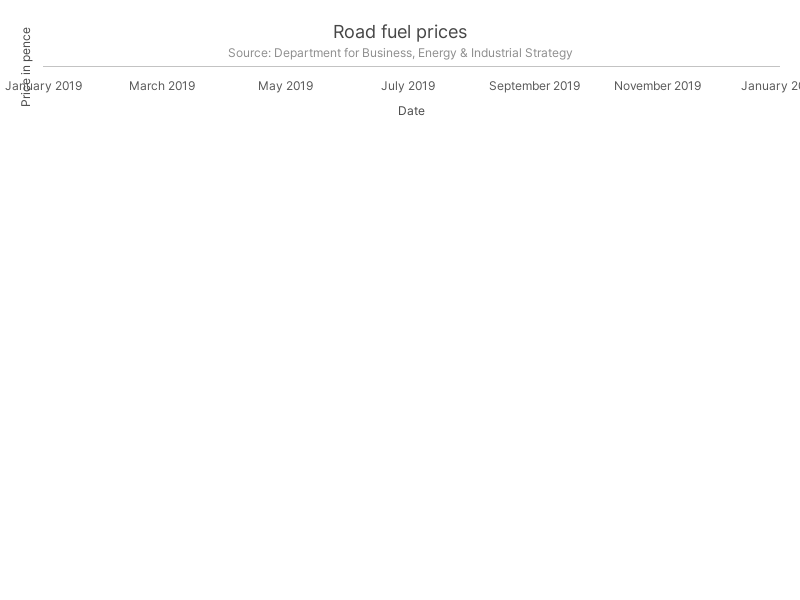 Road fuel prices
Source: Department for Business, Energy & Industrial Strategy
Price in pence
January 2019 March 2019 May 2019 July 2019 September 2019 November 2019 January 20
Date